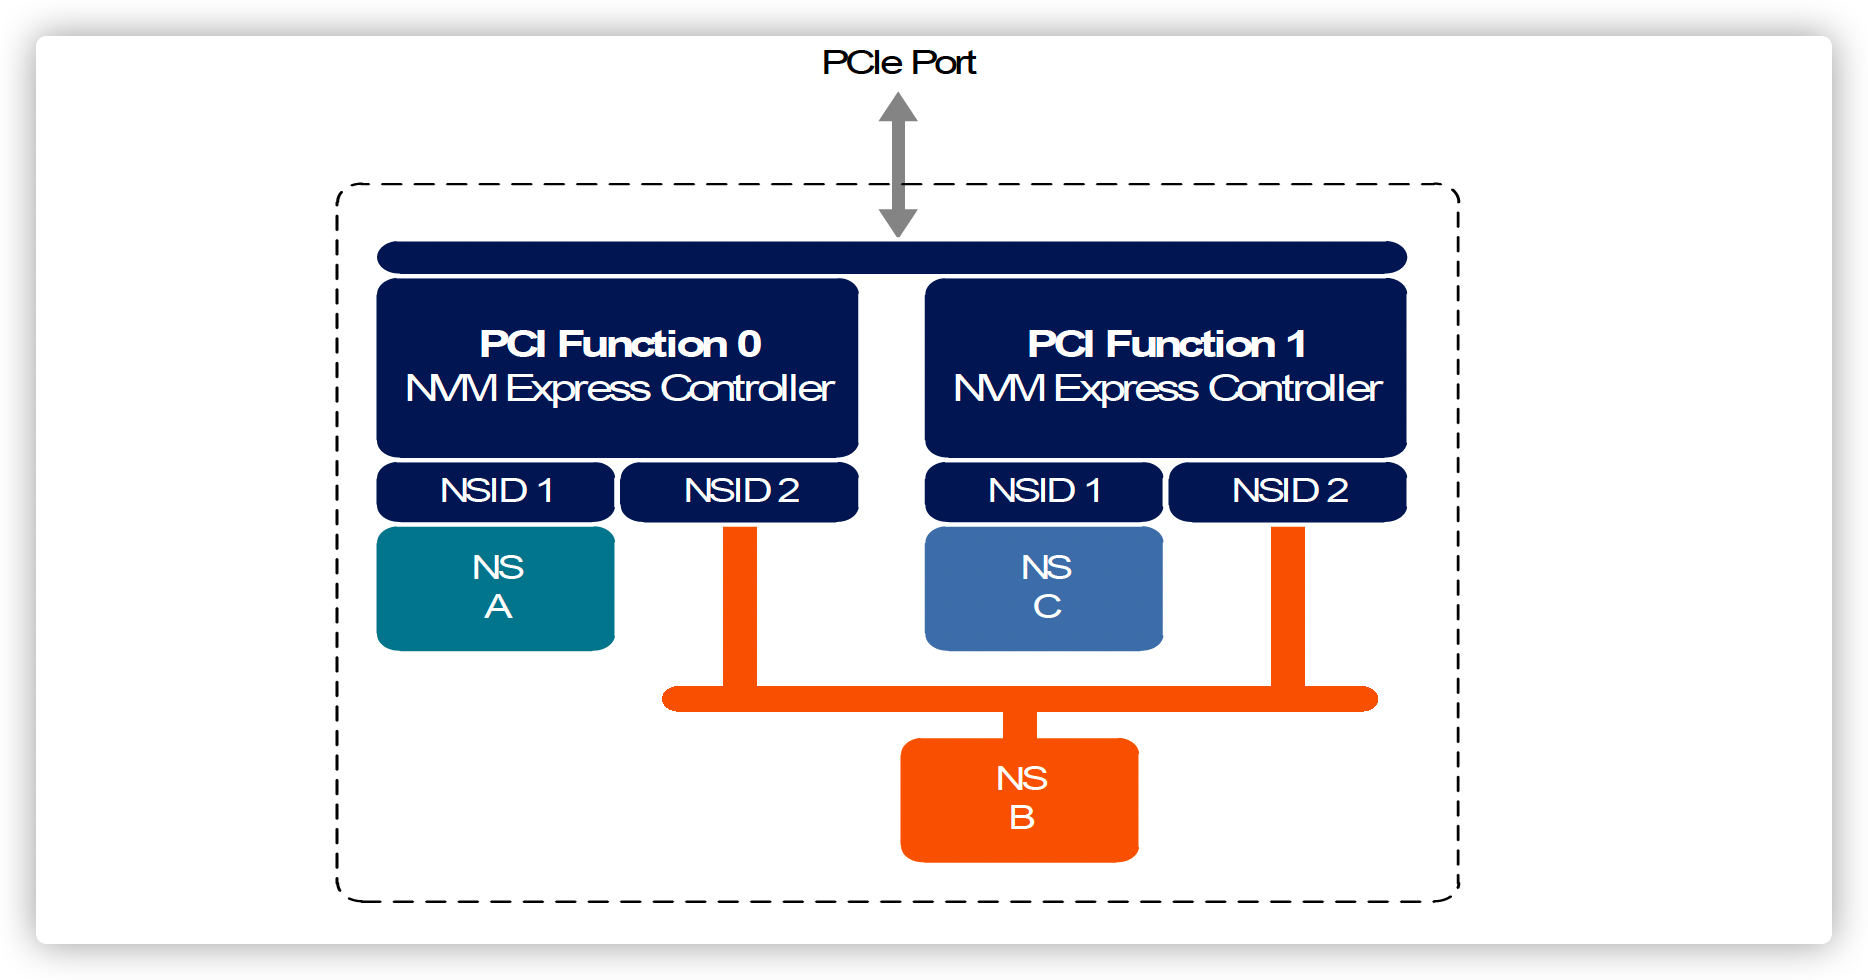 PCIe Port
PCI Function 0
NVM Express Controller
PCI Function 1
NVM Express Controller
NSID 1
NSID 2
NSID 1
NSID 2
NS
A
NS
C
NS
B